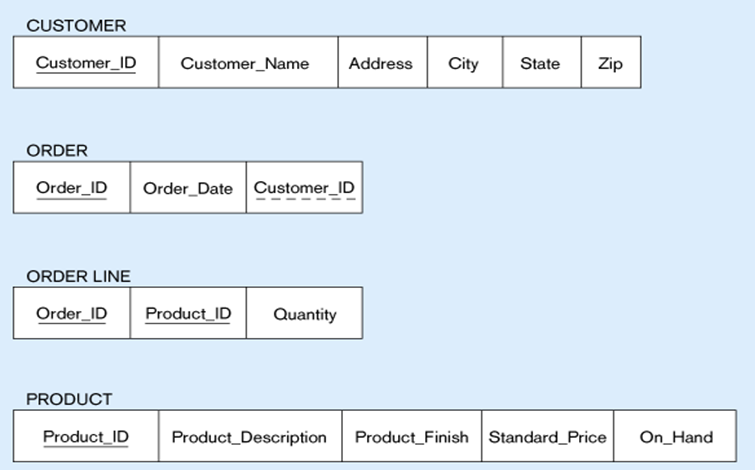 CUSTOMER
Customer_ID Customer_Name Address City State Zip
ORDER
Order_ID Order_Date Customer_ID
ORDER LINE
Order_ID Product_ID Quantity
PRODUCT
Product_ID Product_Description Product_Finish Standard_Price On_Hand